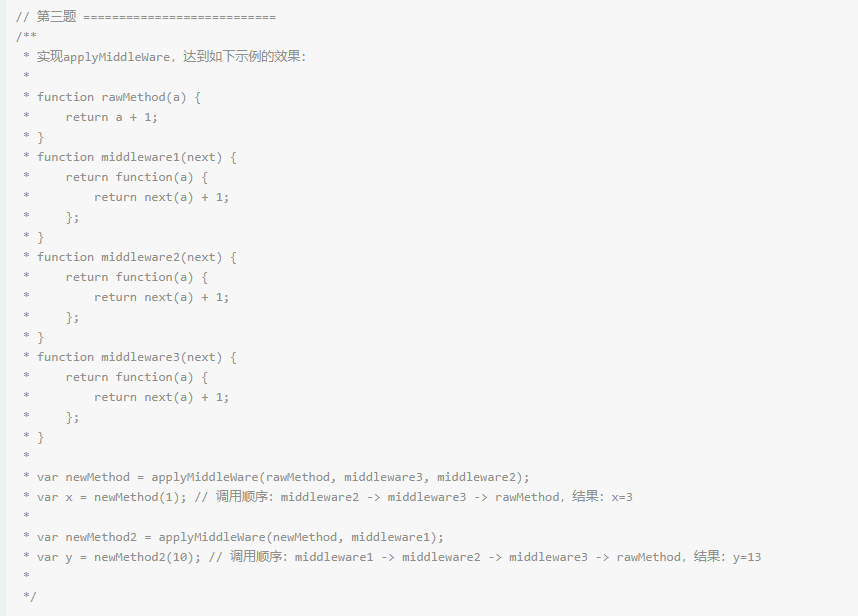 // 第三题 ===========================
/**
 * 实现applyMiddleWare，达到如下示例的效果：
 *
 * function rawMethod(a) {
 *     return a + 1;
 * }
 * function middleware1(next) {
 *     return function(a) {
 *         return next(a) + 1;
 *     };
 * }
 * function middleware2(next) {
 *     return function(a) {
 *         return next(a) + 1;
 *     };
 * }
 * function middleware3(next) {
 *     return function(a) {
 *         return next(a) + 1;
 *     };
 * }
 *
 * var newMethod = applyMiddleWare(rawMethod, middleware3, middleware2);
 * var x = newMethod(1); // 调用顺序：middleware2 -> middleware3 -> rawMethod，结果：x=3
 *
 * var newMethod2 = applyMiddleWare(newMethod, middleware1);
 * var y = newMethod2(10); // 调用顺序：middleware1 -> middleware2 -> middleware3 -> rawMethod，结果：y=13
 *
 */